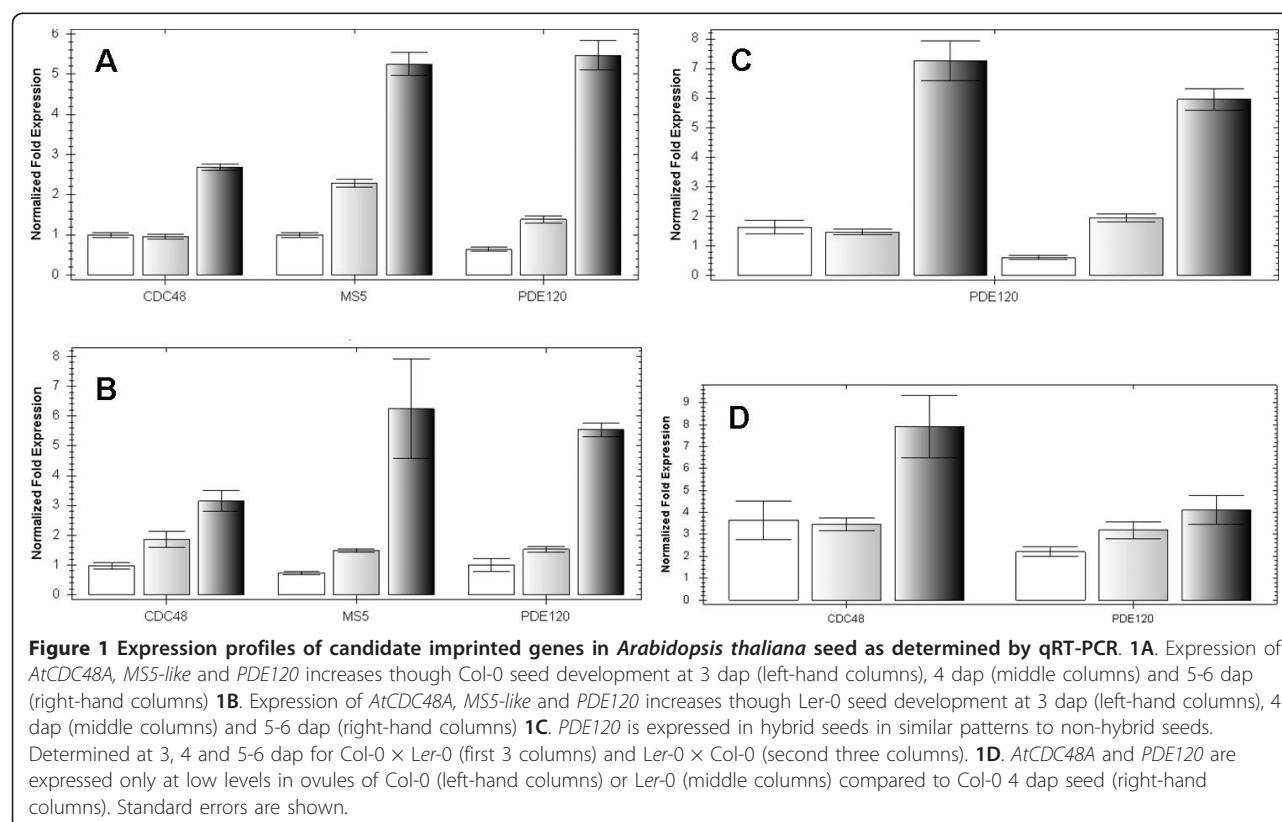 A
Normalized Fold Expression
6
5
4
3
2
1
0
CDC48 MS5 PDE120
C
Normalized Fold Expression
8
7
6
5
4
3
2
1
0
PDE120
B
Normalized Fold Expression
8
7
6
5
4
3
2
1
0
CDC48 MS5 PDE120
D
Normalized Fold Expression
9
8
7
6
5
4
3
2
1
0
CDC48 PDE120
Figure 1 Expression profiles of candidate imprinted genes in Arabidopsis thaliana seed as determined by qRT-PCR. 1A. Expression of
AtCDC48A, MS5-like and PDE120 increases though Col-0 seed development at 3 dap (left-hand columns), 4 dap (middle columns) and 5-6 dap
(right-hand columns) 1B. Expression of AtCDC48A, MS5-like and PDE120 increases though Ler-0 seed development at 3 dap (left-hand columns), 4
dap (middle columns) and 5-6 dap (right-hand columns) 1C. PDE120 is expressed in hybrid seeds in similar patterns to non-hybrid seeds.
Determined at 3, 4 and 5-6 dap for Col-0 × Ler-0 (first 3 columns) and Ler-0 × Col-0 (second three columns). 1D. AtCDC48A and PDE120 are
expressed only at low levels in ovules of Col-0 (left-hand columns) or Ler-0 (middle columns) compared to Col-0 4 dap seed (right-hand
columns). Standard errors are shown.